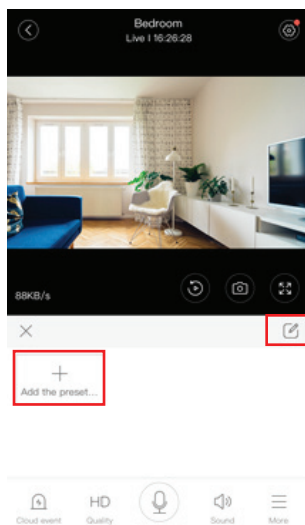 Bedroom
Live | 16:26:28
88KB/s
Add the preset...
HD
Cloud event Quality Sound More